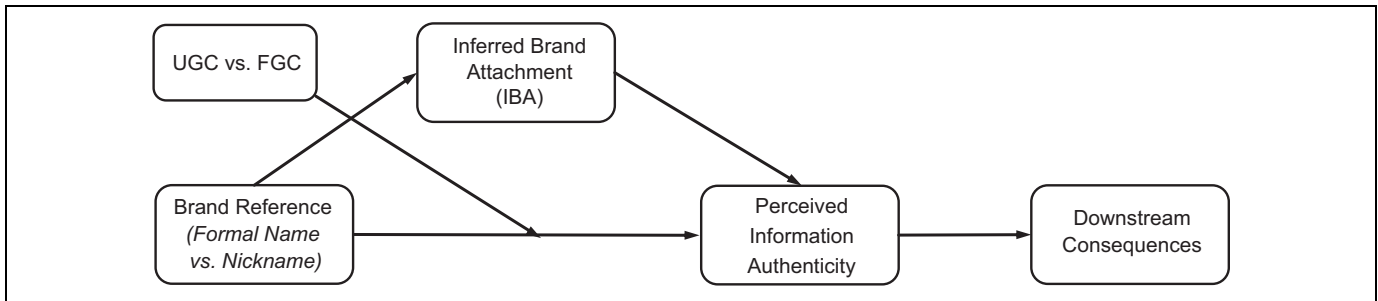 UGC vs. FGC
Inferred Brand
Attachment
(IBA)
Brand Reference
(Formal Name
vs. Nickname)
Perceived
Information
Authenticity
Downstream
Consequences